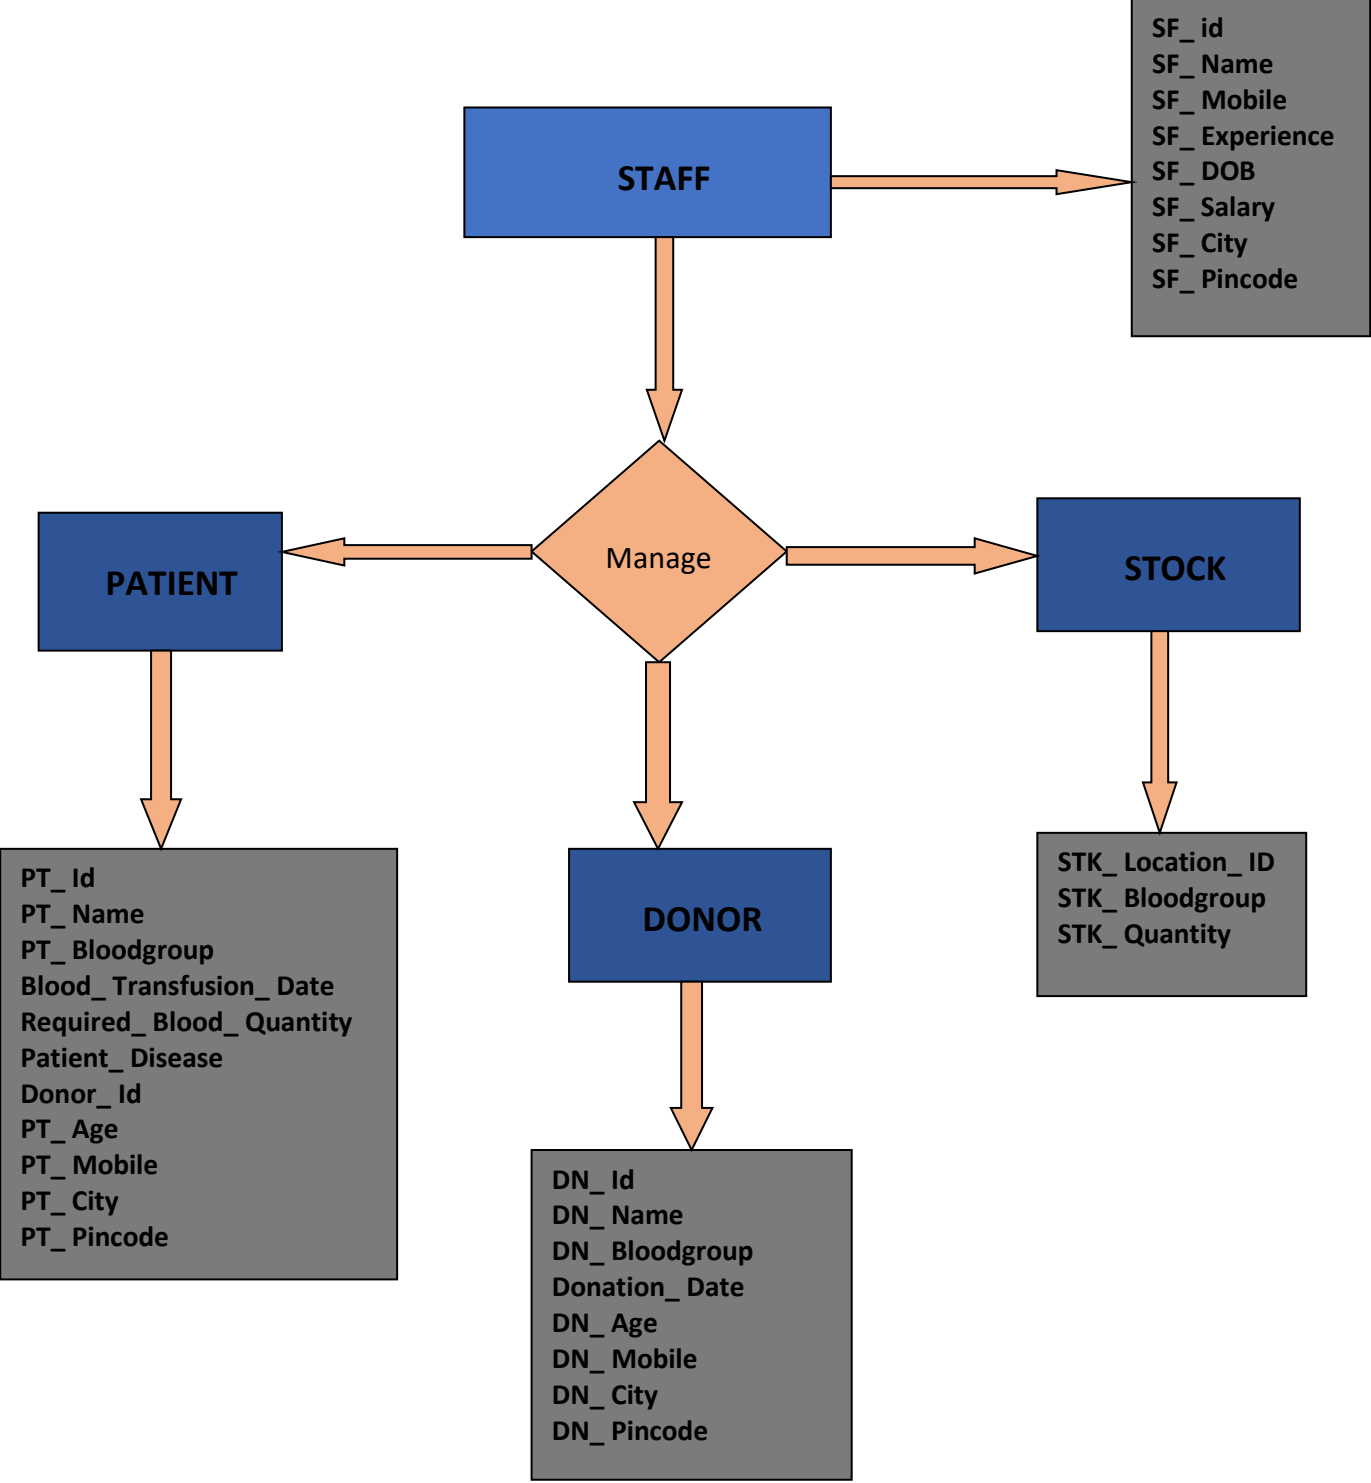 SF_ id
SF_ Name
SF_ Mobile
SF_ Experience
SF_ DOB
SF_ Salary
SF_ City
SF_ Pincode
STAFF
Manage
PATIENT
STOCK
DONOR
PT_ Id
PT_ Name
PT_ Bloodgroup
Blood_ Transfusion_ Date
Required_ Blood_ Quantity
Patient_ Disease
Donor_ Id
PT_ Age
PT_ Mobile
PT_ City
PT_ Pincode
STK_ Location_ ID
STK_ Bloodgroup
STK_ Quantity
DN_ Id
DN_ Name
DN_ Bloodgroup
Donation_ Date
DN_ Age
DN_ Mobile
DN_ City
DN_ Pincode